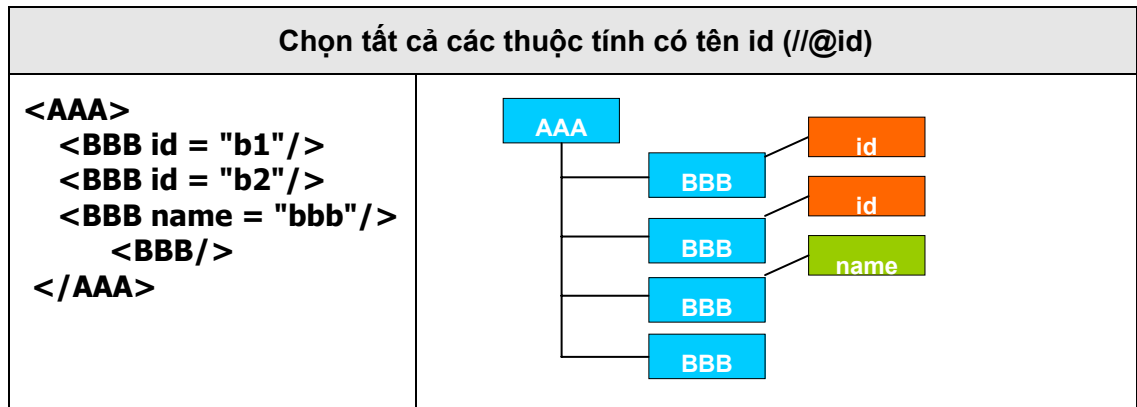 Chọn tất cả các thuộc tính có tên id (//@id)
<AAA>
<BBB id = "b1"/>
<BBB id = "b2"/>
<BBB name = "bbb"/>
<BBB/>
</AAA>
AAA
BBB
id
BBB
id
BBB
name
BBB